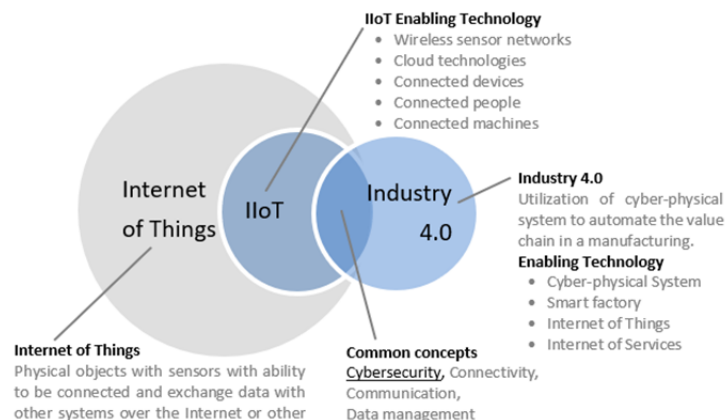 IIoT Enabling Technology
• Wireless sensor networks
• Cloud technologies
• Connected devices
• Connected people
• Connected machines
Internet
of Things
IIoT
Industry
4.0
Industry 4.0
Utilization of cyber-physical
system to automate the value
chain in a manufacturing.
Enabling Technology
• Cyber-physical System
• Smart factory
• Internet of Things
• Internet of Services
Internet of Things
Physical objects with sensors with ability
to be connected and exchange data with
other systems over the Internet or other
Common concepts
Cybersecurity, Connectivity,
Communication,
Data management